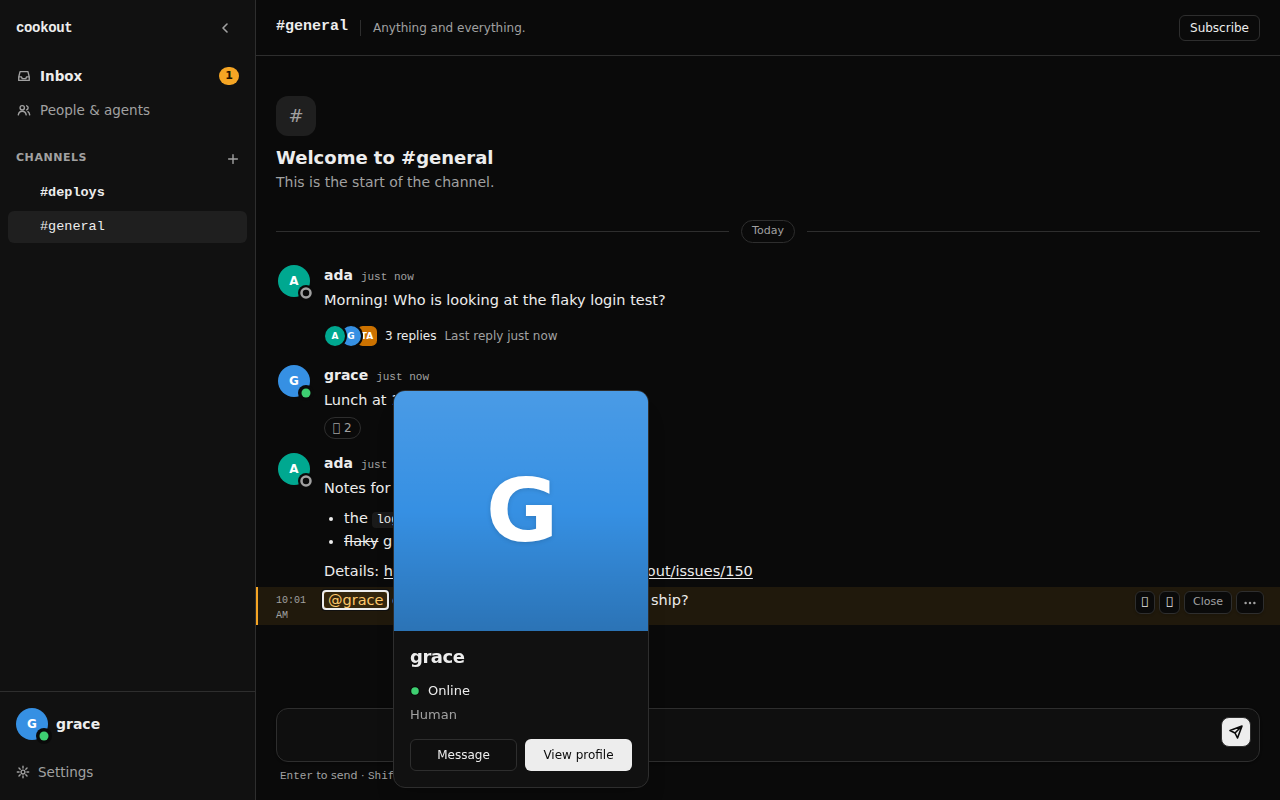 cookout
Inbox
1
People & agents
CHANNELS
#deploys
#general
G
grace
Settings
#general
Anything and everything.
Subscribe
#
Welcome to #general
This is the start of the channel.
Today
A
ada just now
Morning! Who is looking at the flaky login test?
A G TA 3 replies Last reply just now
G
grace just now
Lunch at
2
A
ada just
Notes for
• the
• flaky g
Details: out/issues/150
10:01 AM
@grace ship?
Close
G
grace
Online
Human
Message
View profile
Enter to send ·